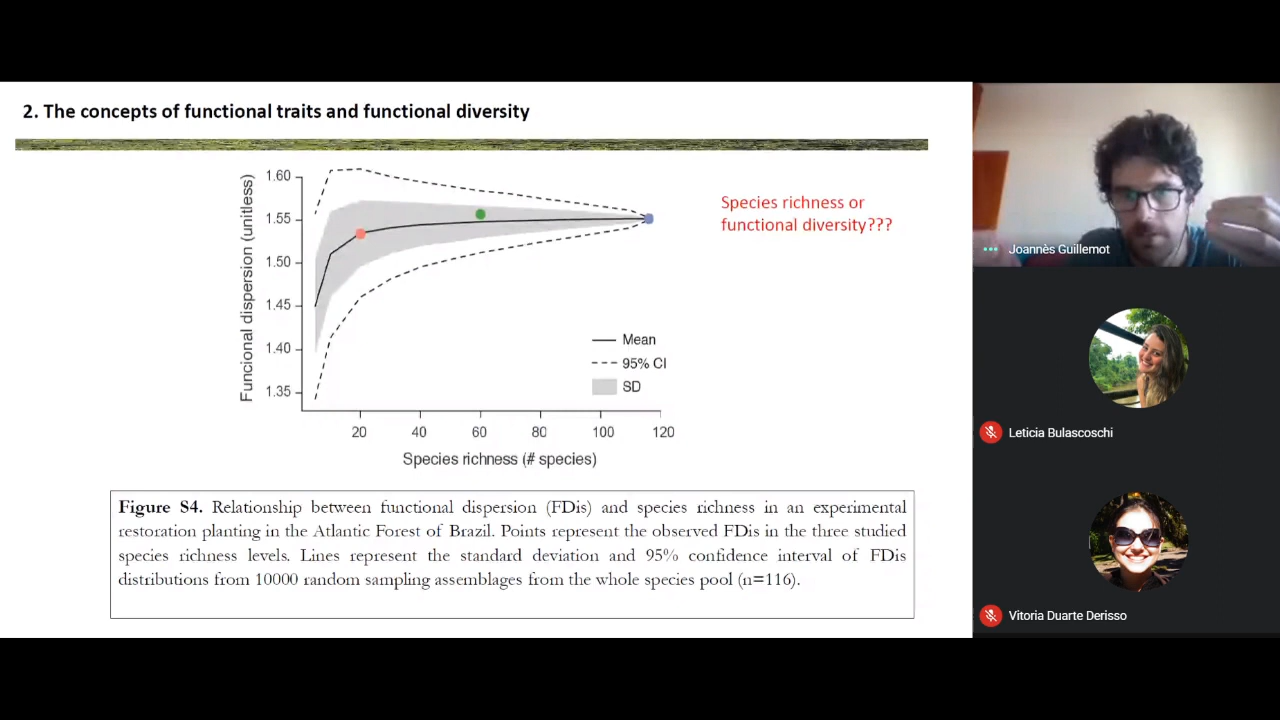 2. The concepts of functional traits and functional diversity
Funcional dispersion (unitless)
1.60
1.55
1.50
1.45
1.40
1.35
Mean
95% CI
SD
20
40
60
80
100
120
Species richness (# species)
Species richness or
functional diversity???
Figure S4. Relationship between functional dispersion (FDis) and species richness in an experimental
restoration planting in the Atlantic Forest of Brazil. Points represent the observed FDis in the three studied
species richness levels. Lines represent the standard deviation and 95% confidence interval of FDis
distributions from 10000 random sampling assemblages from the whole species pool (n=116).
Joannès Guillemot
Leticia Bulascoschi
Vitoria Duarte Derisso